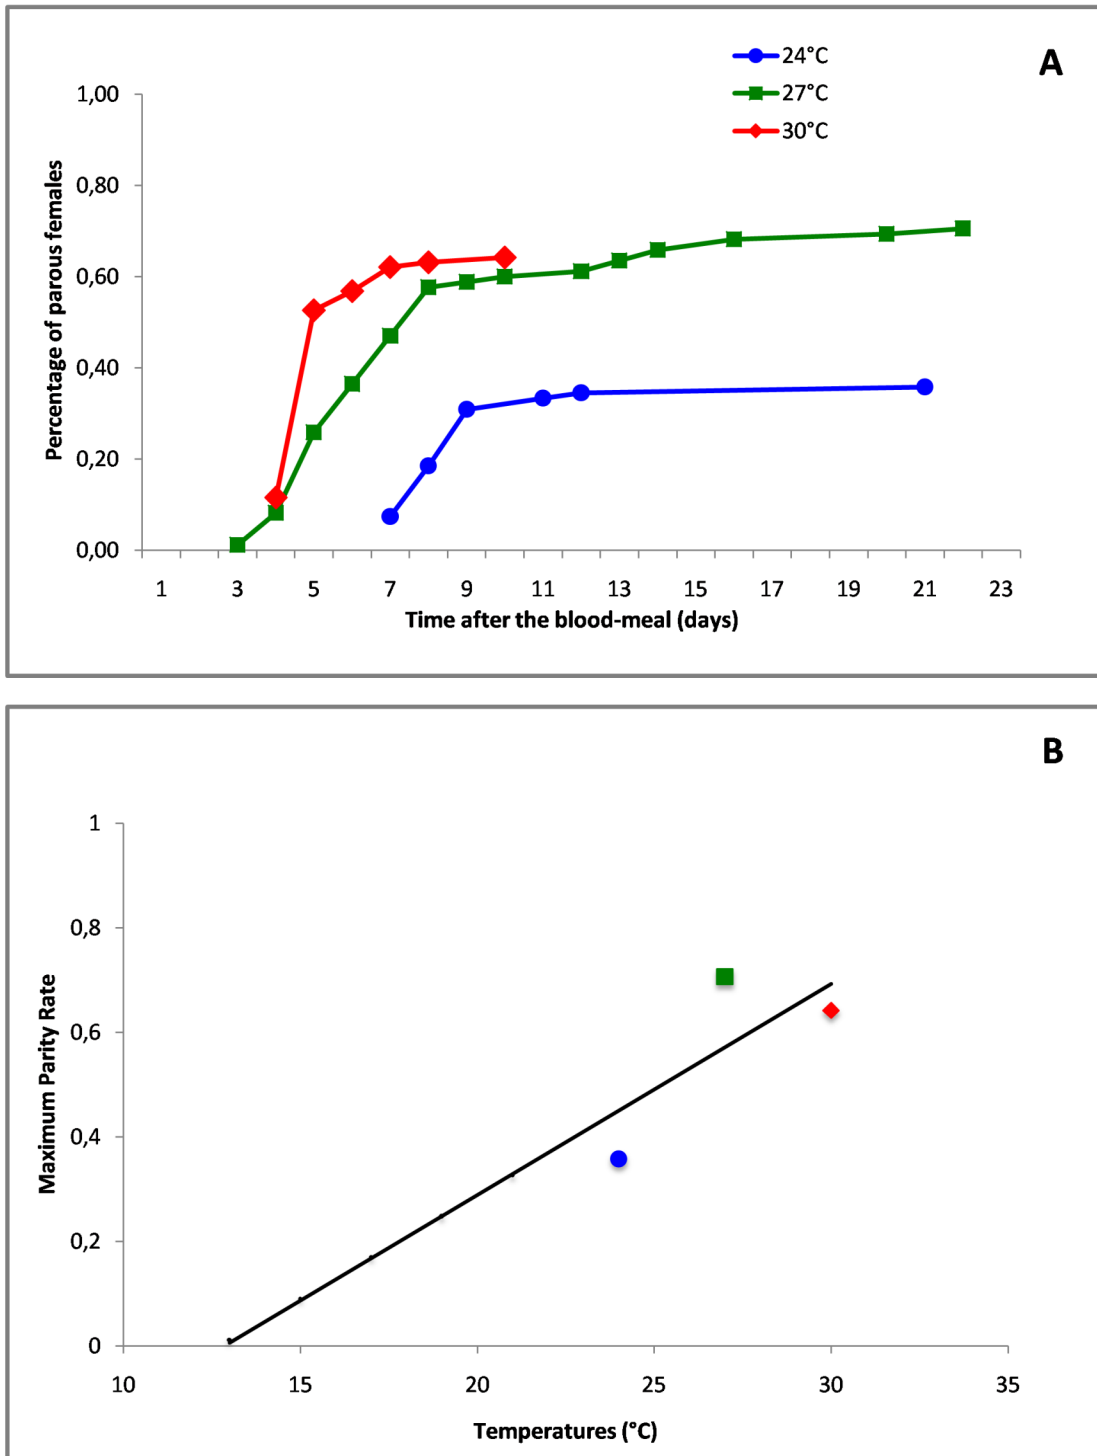 A
24°C
27°C
30°C
1,00
0,80
0,60
0,40
0,20
0,00
Percentage of parous females
1 3 5 7 9 11 13 15 17 19 21 23
Time after the blood-meal (days)
B
1
0,8
0,6
0,4
0,2
0
Maximum Parity Rate
10 15 20 25 30 35
Temperatures (°C)